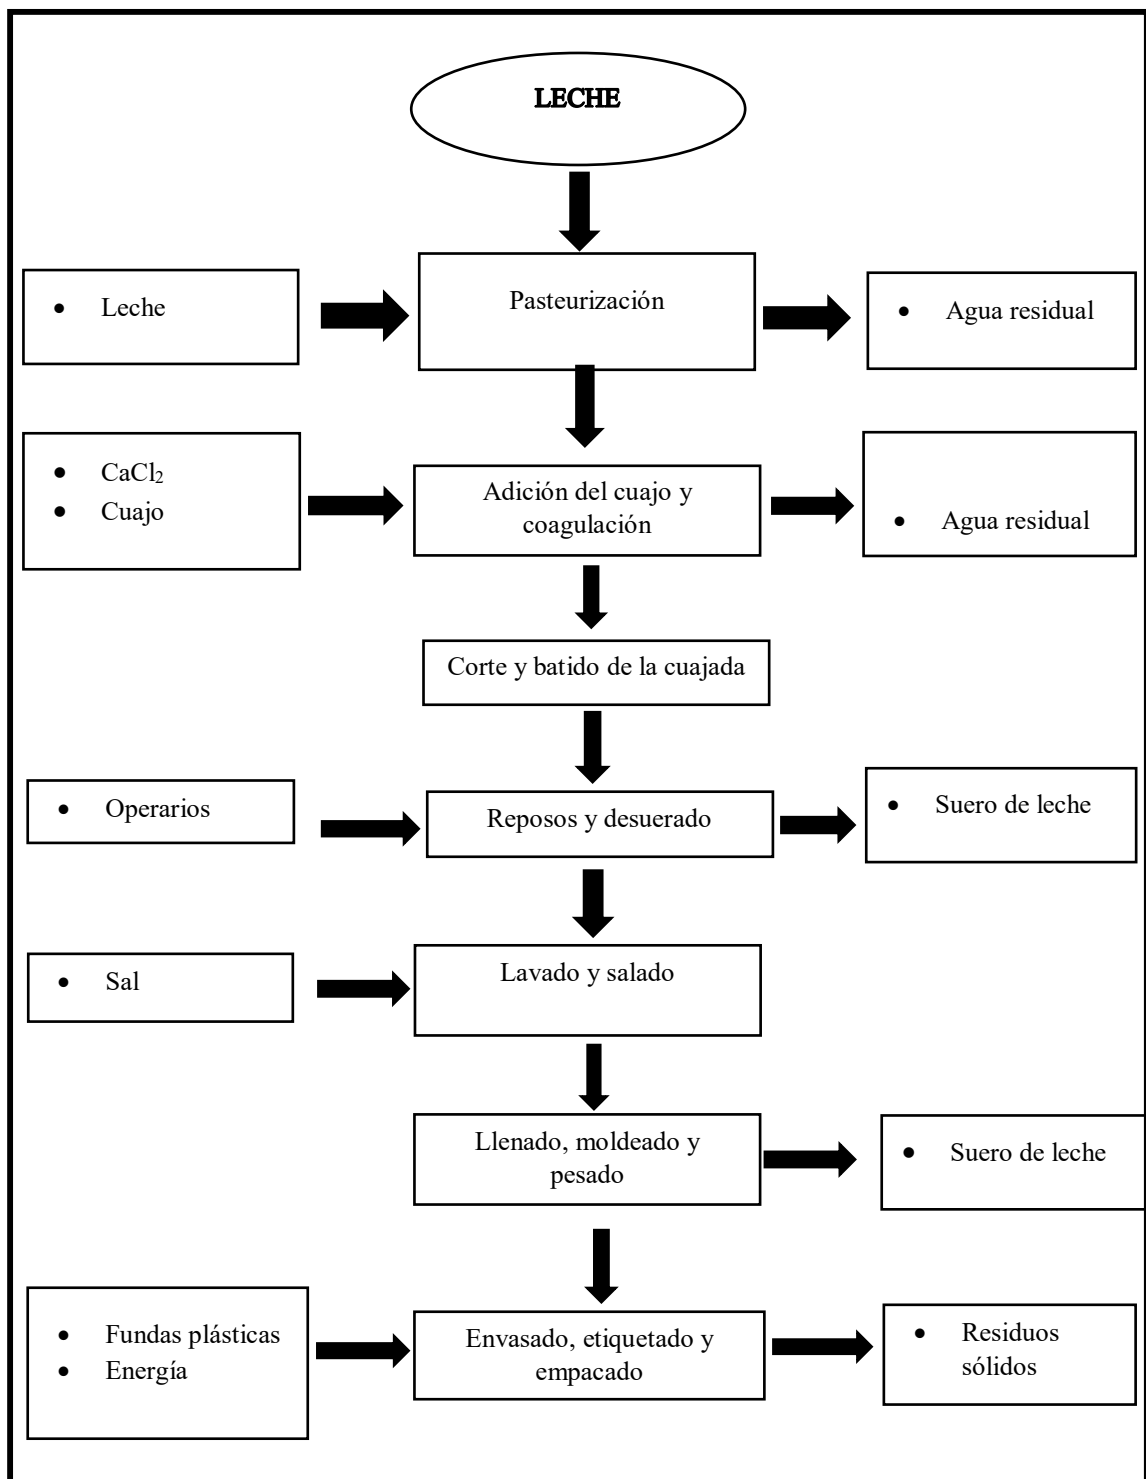 LECHE
• Leche
Pasteurización
• Agua residual
• CaCl₂
• Cuajo
Adición del cuajo y
coagulación
• Agua residual
Corte y batido de la cuajada
• Operarios
Reposos y desuerado
• Suero de leche
• Sal
Lavado y salado
Llenado, moldeado y
pesado
• Suero de leche
• Fundas plásticas
• Energía
Envasado, etiquetado y
empacado
• Residuos
sólidos